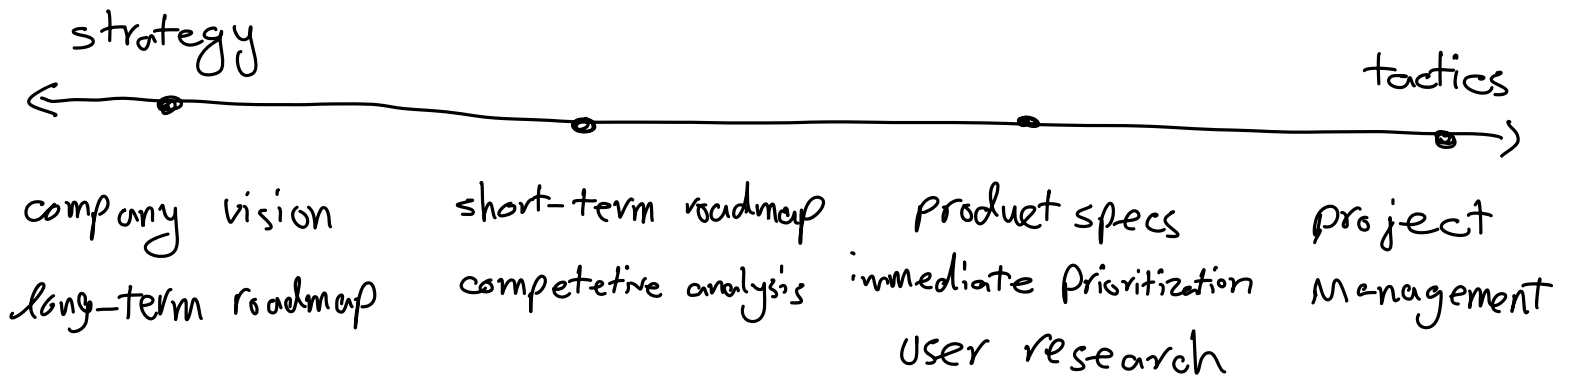 strategy
tactics
company vision
long-term roadmap
short-term roadmap
competetive analysis
product specs
immediate Prioritization
user research
project
Management